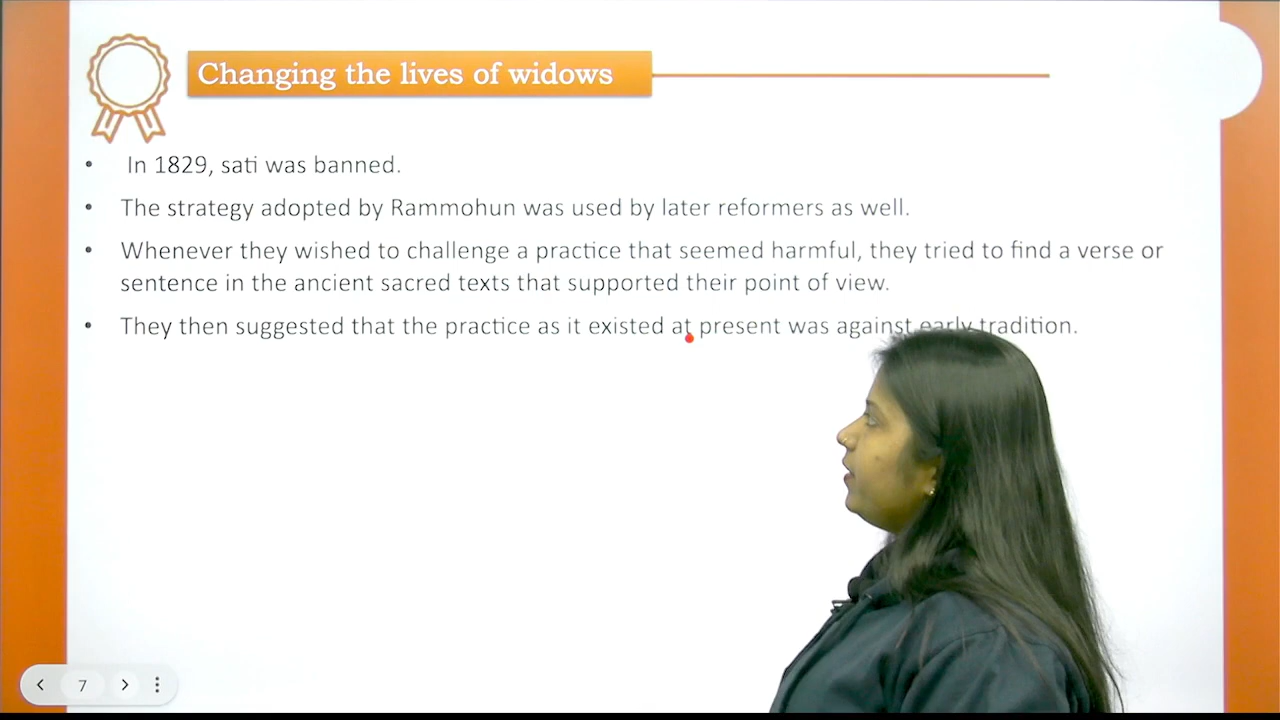 Changing the lives of widows
• In 1829, sati was banned.
• The strategy adopted by Rammohun was used by later reformers as well.
• Whenever they wished to challenge a practice that seemed harmful, they tried to find a verse or
sentence in the ancient sacred texts that supported their point of view.
• They then suggested that the practice as it existed at present was against early tradition.
7